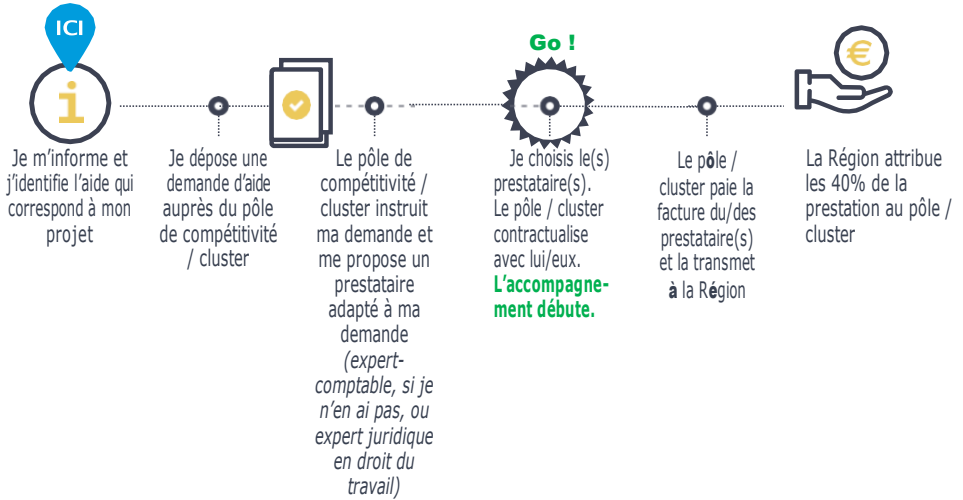 ICI
Je m’informe et
j’identifie l’aide qui
correspond à mon
projet
Je dépose une
demande d’aide
auprès du pôle
de compétitivité
/ cluster
Le pôle de
compétitivité /
cluster instruit
ma demande et
me propose un
prestataire
adapté à ma
demande
(expert-
comptable, si je
n’en ai pas, ou
expert juridique
en droit du
travail)
Go !
Je choisis le(s)
prestataire(s).
Le pôle / cluster
contractualise
avec lui/eux.
L’accompagne-
ment débute.
Le pôle /
cluster paie la
facture du/des
prestataire(s)
et la transmet
à la Région
€
La Région attribue
les 40% de la
prestation au pôle /
cluster